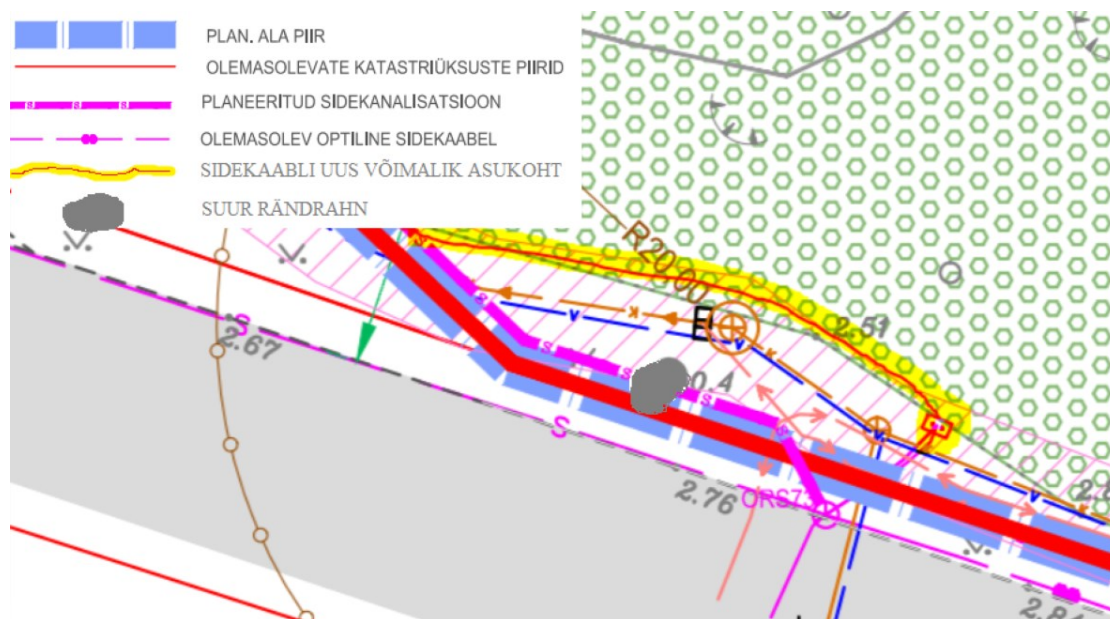 PLAN. ALA PIIR
OLEMASOLEVATE KATASTRIÜKSUSTE PIIRID
PLANEERITUD SIDEKANALISATSIOON
OLEMASOLEV OPTILINE SIDEKAABEL
SIDEKAABLI UUS VÕIMALIK ASUKOHT
SUUR RÄNDRAHN
R2000
S
2.67
2.51
0.4
S
2.76
ORS73